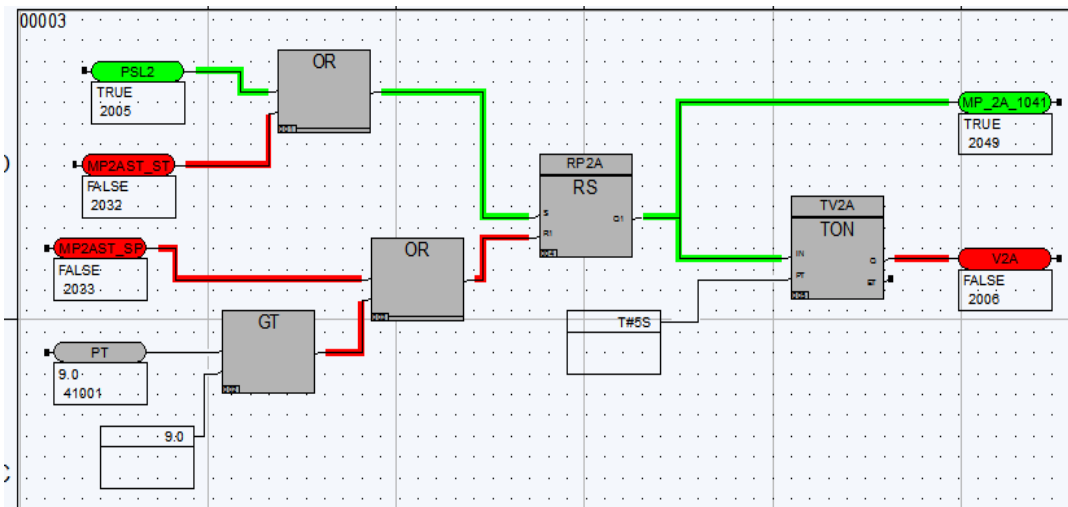 00003
OR
PSL2
TRUE
2005
MP_2A_1041
TRUE
2049
MP2AST_ST
FALSE
2032
RP2A
RS
S
Q1
R1
TV2A
TON
IN
Q
PT
ET
MP2AST_SP
FALSE
2033
OR
V2A
FALSE
2006
GT
T#5S
PT
9.0
41001
9.0
C